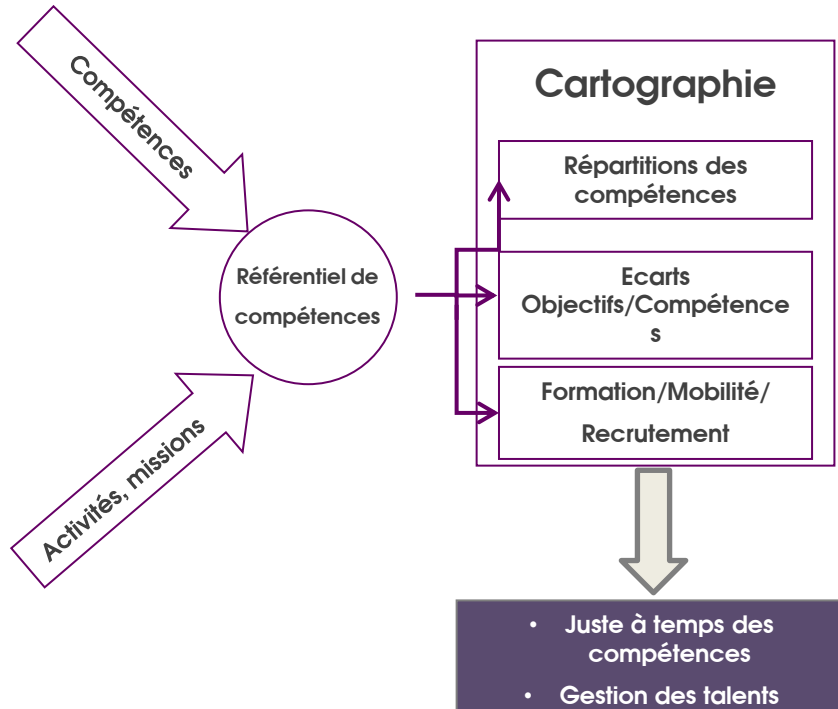 Compétences
Activités, missions
Référentiel de
compétences
Cartographie
Répartitions des
compétences
Ecarts
Objectifs/Compétence
s
Formation/Mobilité/
Recrutement
• Juste à temps des
compétences
• Gestion des talents